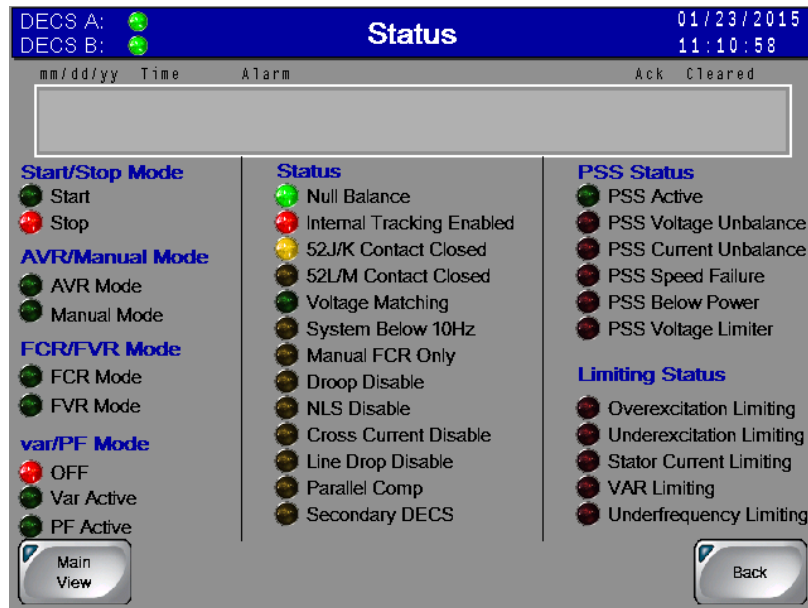 DECS A:
DECS B:
Status
01/23/2015
11:10:58
mm/dd/yy Time Alarm Ack Cleared
Start/Stop Mode
Start
Stop
AVR/Manual Mode
AVR Mode
Manual Mode
FCR/FVR Mode
FCR Mode
FVR Mode
var/PF Mode
OFF
Var Active
PF Active
Status
Null Balance
Internal Tracking Enabled
52J/K Contact Closed
52L/M Contact Closed
Voltage Matching
System Below 10Hz
Manual FCR Only
Droop Disable
NLS Disable
Cross Current Disable
Line Drop Disable
Parallel Comp
Secondary DECS
PSS Status
PSS Active
PSS Voltage Unbalance
PSS Current Unbalance
PSS Speed Failure
PSS Below Power
PSS Voltage Limiter
Limiting Status
Overexcitation Limiting
Underexcitation Limiting
Stator Current Limiting
VAR Limiting
Underfrequency Limiting
Main
View
Back